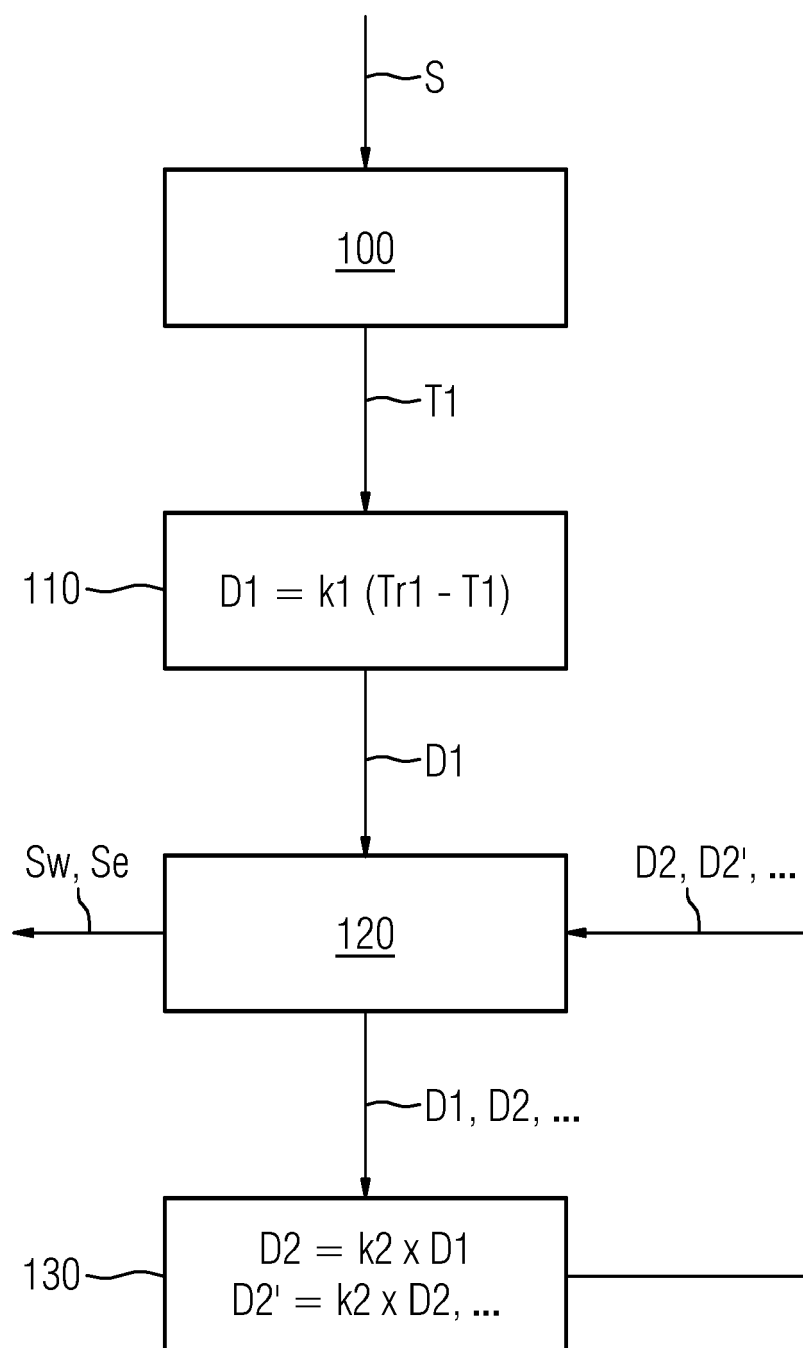 S
100
T1
110
D1 = k1 (Tr1 - T1)
D1
Sw, Se
D2, D2', ...
120
D1, D2, ...
130
D2 = k2 x D1
D2' = k2 x D2, ...